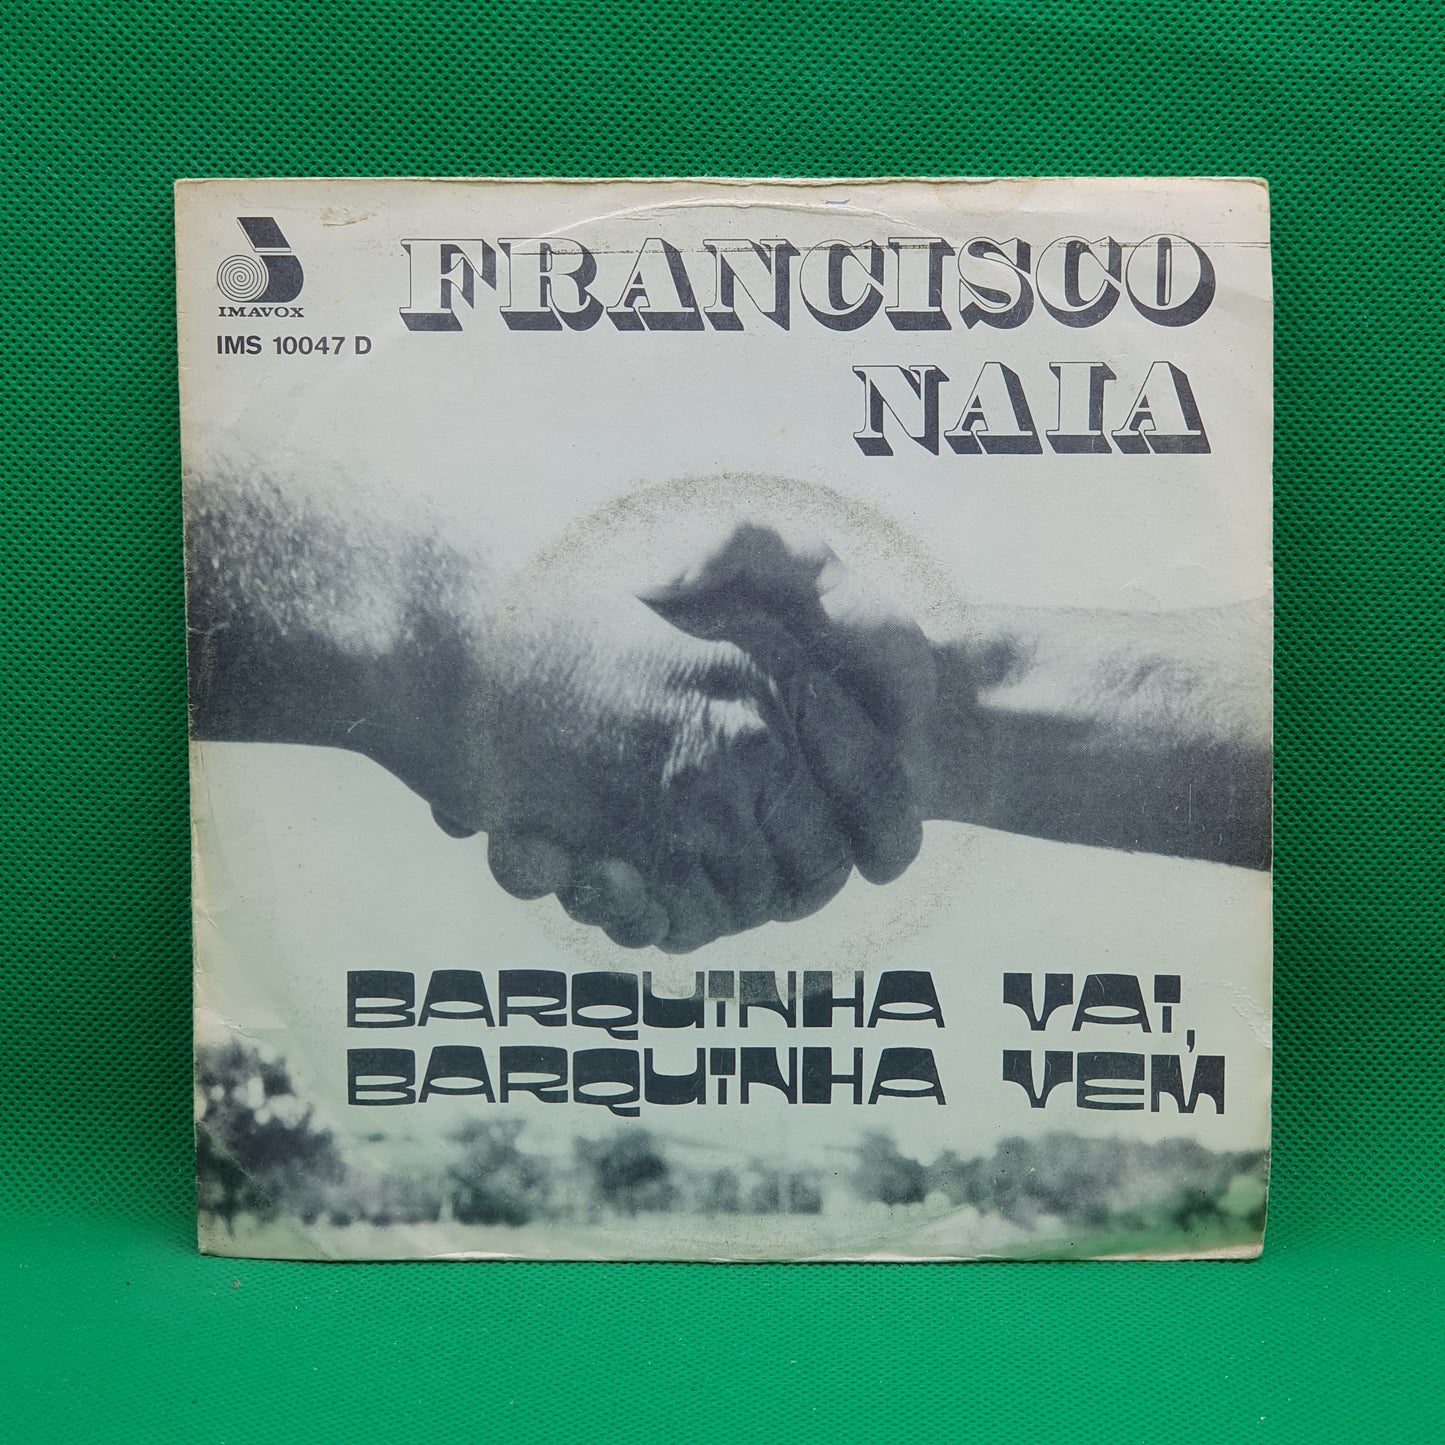 IMAVOX
IMS 10047 D
FRANCISCO
NAIA
BARQUINHA VAI,
BARQUINHA VEM